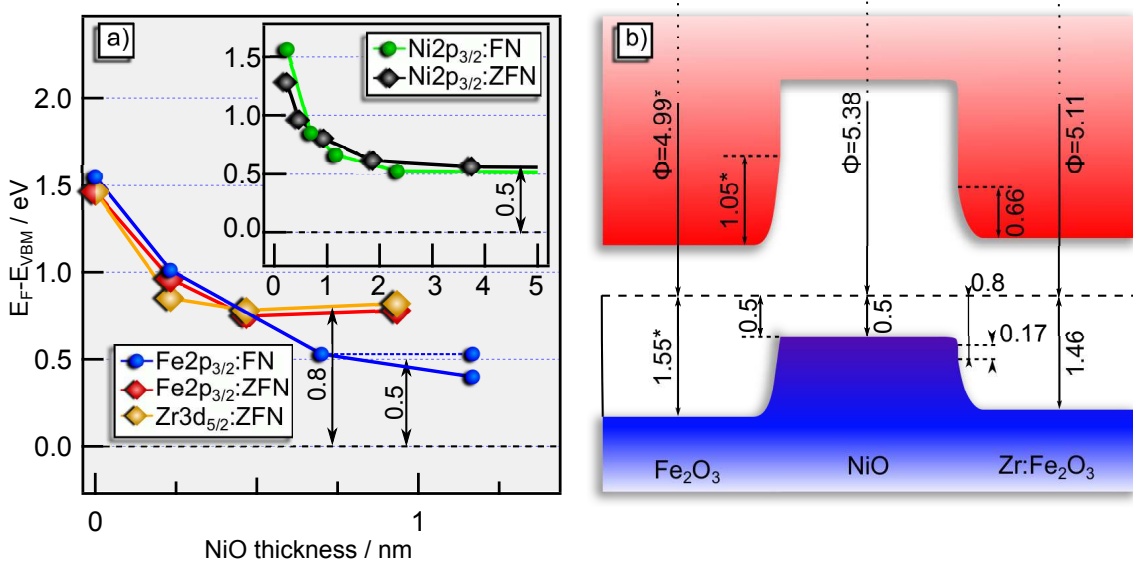 a)
2.0
1.5
1.0
0.5
0.0
E_F-E_VBM / eV
0
1
NiO thickness / nm
Fe2p3/2:FN
Fe2p3/2:ZFN
Zr3d5/2:ZFN
0.8
0.5
1.5
1.0
0.5
0.0
0 1 2 3 4 5
Ni2p3/2:FN
Ni2p3/2:ZFN
0.5
b)
Φ=4.99*
Φ=5.38
Φ=5.11
1.05*
0.66
0.8
0.5
0.5
0.17
1.55*
1.46
Fe2O3
NiO
Zr:Fe2O3